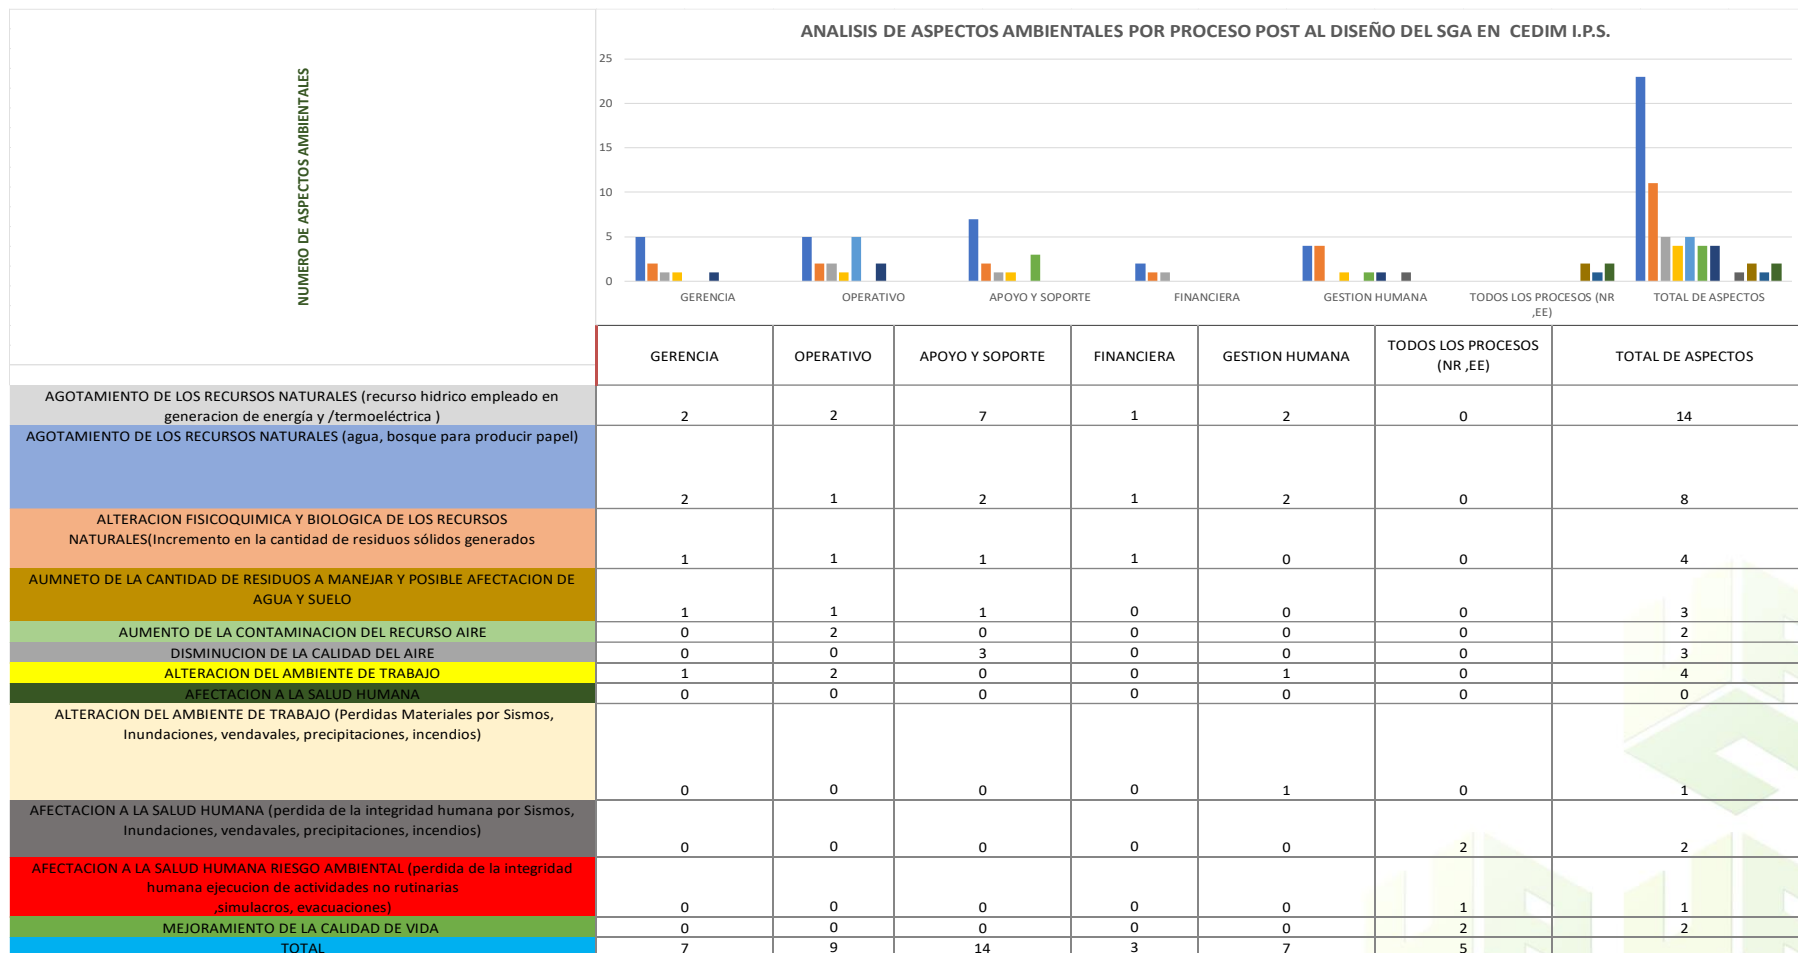 ANALISIS DE ASPECTOS AMBIENTALES POR PROCESO POST AL DISEÑO DEL SGA EN CEDIM I.P.S.
NUMERO DE ASPECTOS AMBIENTALES
25
20
15
10
5
0
GERENCIA OPERATIVO APOYO Y SOPORTE FINANCIERA GESTION HUMANA TODOS LOS PROCESOS (NR TOTAL DE ASPECTOS
,EE)
GERENCIA OPERATIVO APOYO Y SOPORTE FINANCIERA GESTION HUMANA TODOS LOS PROCESOS TOTAL DE ASPECTOS
(NR ,EE)
AGOTAMIENTO DE LOS RECURSOS NATURALES (recurso hidrico empleado en
generacion de energía y /termoeléctrica ) 2 2 7 1 2 0 14
AGOTAMIENTO DE LOS RECURSOS NATURALES (agua, bosque para producir papel)
2 1 2 1 2 0 8
ALTERACION FISICOQUIMICA Y BIOLOGICA DE LOS RECURSOS
NATURALES(Incremento en la cantidad de residuos sólidos generados
1 1 1 1 0 0 4
AUMNETO DE LA CANTIDAD DE RESIDUOS A MANEJAR Y POSIBLE AFECTACION DE
AGUA Y SUELO
1 1 1 0 0 0 3
AUMENTO DE LA CONTAMINACION DEL RECURSO AIRE 0 2 0 0 0 0 2
DISMINUCION DE LA CALIDAD DEL AIRE 0 0 3 0 0 0 3
ALTERACION DEL AMBIENTE DE TRABAJO 1 2 0 0 1 0 4
AFECTACION A LA SALUD HUMANA 0 0 0 0 0 0 0
ALTERACION DEL AMBIENTE DE TRABAJO (Perdidas Materiales por Sismos,
Inundaciones, vendavales, precipitaciones, incendios)
0 0 0 0 1 0 1
AFECTACION A LA SALUD HUMANA (perdida de la integridad humana por Sismos,
Inundaciones, vendavales, precipitaciones, incendios)
0 0 0 0 0 2 2
AFECTACION A LA SALUD HUMANA RIESGO AMBIENTAL (perdida de la integridad
humana ejecucion de actividades no rutinarias
,simulacros, evacuaciones) 0 0 0 0 0 1 1
MEJORAMIENTO DE LA CALIDAD DE VIDA 0 0 0 0 0 2 2
TOTAL 7 9 14 3 7 5